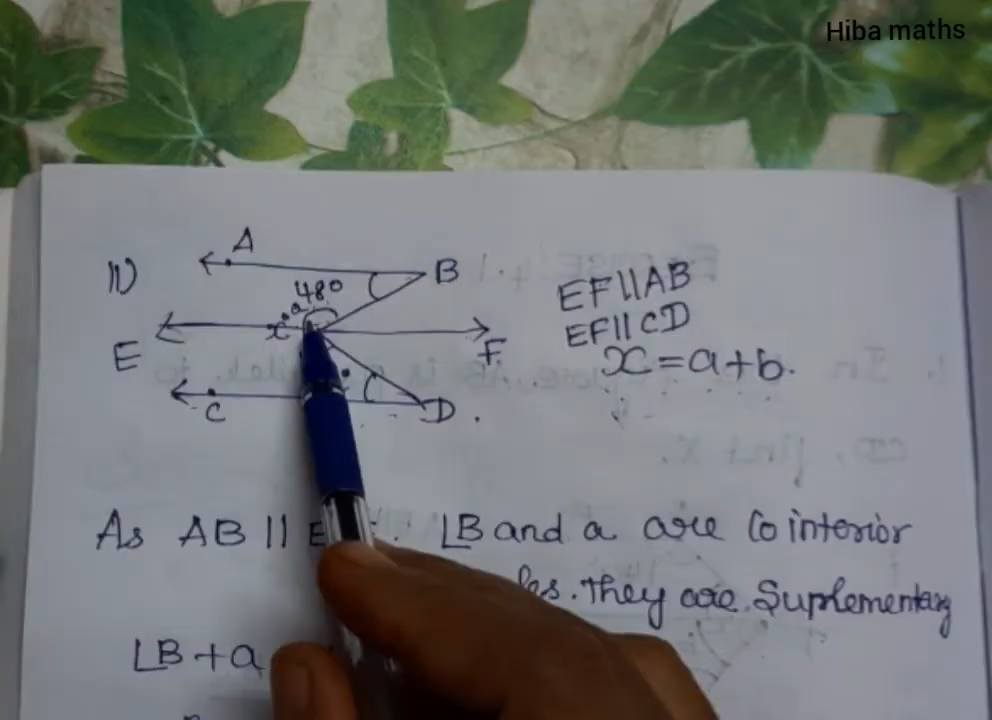 Hiba maths
11)
A
B
48°
a
x°
E
F
C
D.
EF||AB
EF||CD
x=a+b.
As AB || E
∠B and a are Co interior
les. They are Suplementary
∠B+a